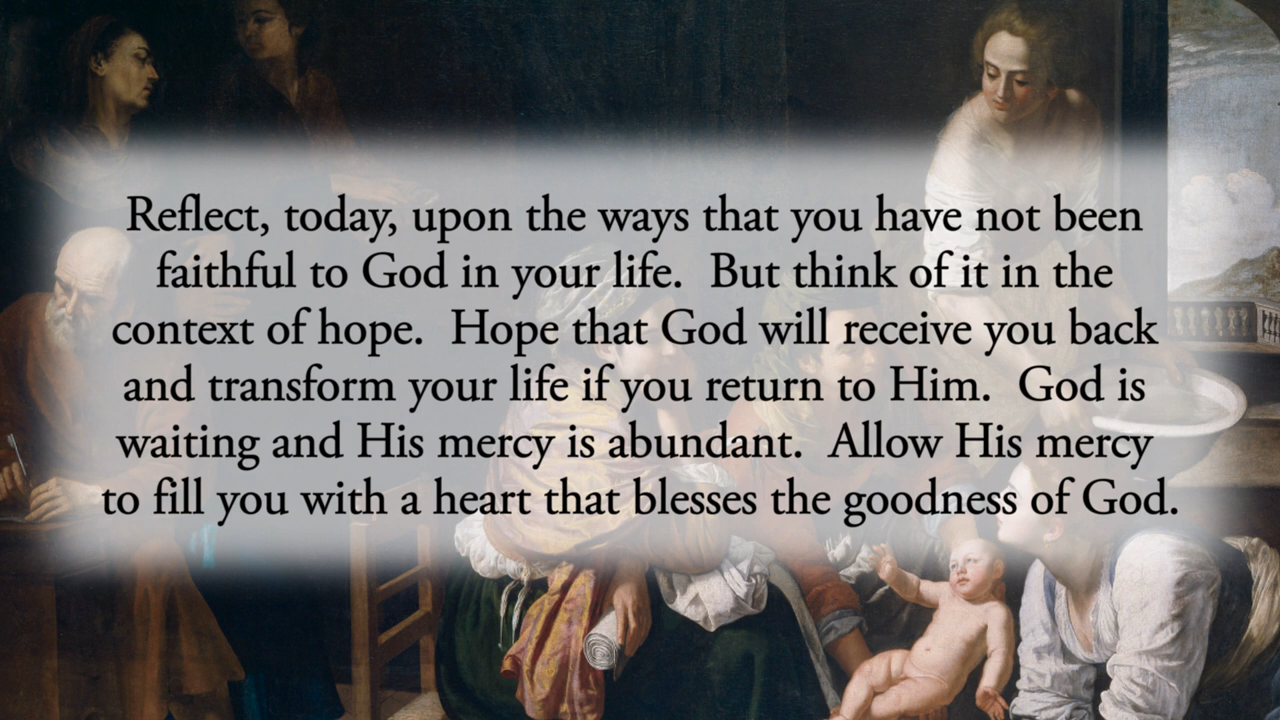 Reflect, today, upon the ways that you have not been
faithful to God in your life.  But think of it in the
context of hope.  Hope that God will receive you back
and transform your life if you return to Him.  God is
waiting and His mercy is abundant.  Allow His mercy
to fill you with a heart that blesses the goodness of God.